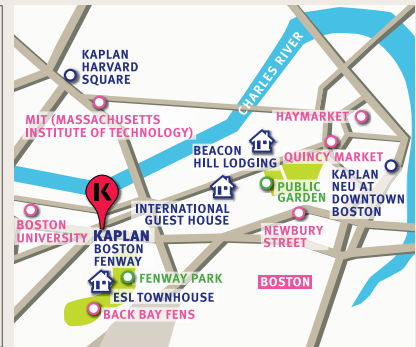 KAPLAN
HARVARD
SQUARE
CHARLES RIVER
MIT (MASSACHUSETTS
INSTITUTE OF TECHNOLOGY)
HAYMARKET
BEACON
HILL LODGING
QUINCY MARKET
KAPLAN
NEU AT
DOWNTOWN
BOSTON
K
PUBLIC
GARDEN
INTERNATIONAL
GUEST HOUSE
BOSTON
UNIVERSITY
KAPLAN
BOSTON
FENWAY
NEWBURY
STREET
FENWAY PARK
BOSTON
ESL TOWNHOUSE
BACK BAY FENS